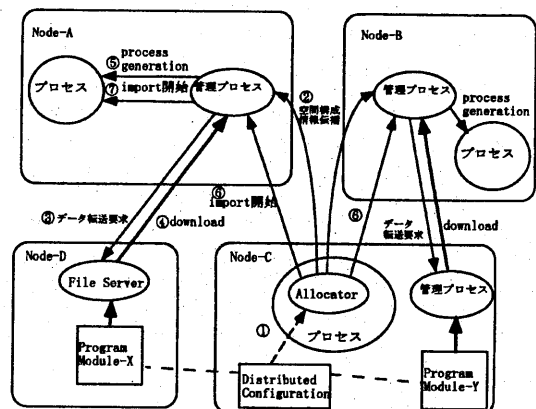 Node-A
⑤ process
generation
⑦ import開始
プロセス
管理プロセス
②
空間構成
情報伝播
Node-B
管理プロセス
process
generation
プロセス
③データ転送要求
④download
⑥
import開始
⑥
データ
転送要求
download
Node-D
File Server
Program
Module-X
Node-C
Allocator
プロセス
①
管理プロセス
Distributed
Configuration
Program
Module-Y